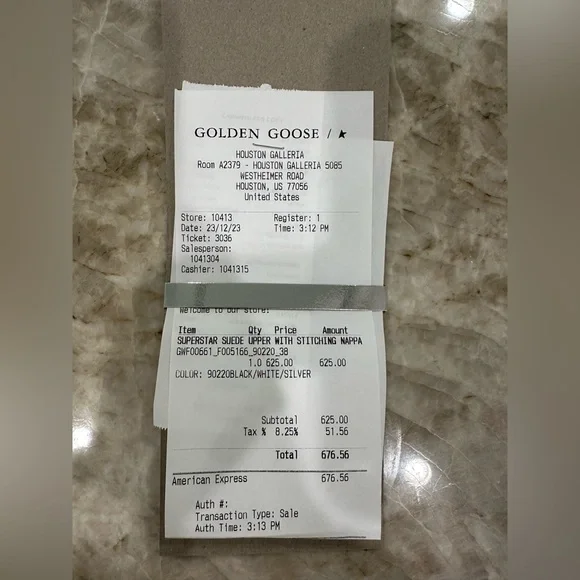 GOLDEN GOOSE / ★
HOUSTON GALLERIA
Room A2379 - HOUSTON GALLERIA 5085
WESTHEIMER ROAD
HOUSTON, US 77056
United States
Store: 10413 Register: 1
Date: 23/12/23 Time: 3:12 PM
Ticket: 3036
Salesperson:
1041304
Cashier: 1041315
Welcome to our store!
Item Qty Price Amount
SUPERSTAR SUEDE UPPER WITH STITCHING NAPPA
GWF00661_F005166_90220_38
1.0 625.00 625.00
COLOR: 90220BLACK/WHITE/SILVER
Subtotal 625.00
Tax % 8.25% 51.56
Total 676.56
American Express 676.56
Auth #:
Transaction Type: Sale
Auth Time: 3:13 PM